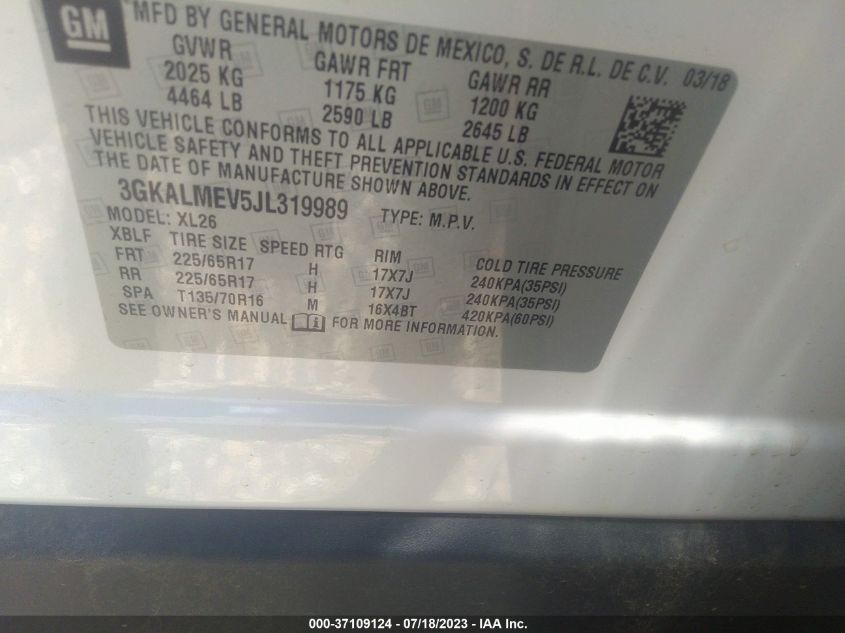 GM
MFD BY GENERAL MOTORS DE MEXICO, S. DE R.L. DE C.V. 03/18
GVWR GAWR FRT GAWR RR
2025 KG 1175 KG 1200 KG
4464 LB 2590 LB 2645 LB
THIS VEHICLE CONFORMS TO ALL APPLICABLE U.S. FEDERAL MOTOR
VEHICLE SAFETY AND THEFT PREVENTION STANDARDS IN EFFECT ON
THE DATE OF MANUFACTURE SHOWN ABOVE.
3GKALMEV5JL319989 TYPE: M.P.V.
MODEL: XL26
XBLF TIRE SIZE SPEED RTG RIM COLD TIRE PRESSURE
FRT 225/65R17 H 17X7J 240KPA(35PSI)
RR 225/65R17 H 17X7J 240KPA(35PSI)
SPA T135/70R16 M 16X4BT 420KPA(60PSI)
SEE OWNER'S MANUAL i FOR MORE INFORMATION.
000-37109124 - 07/18/2023 - IAA Inc.